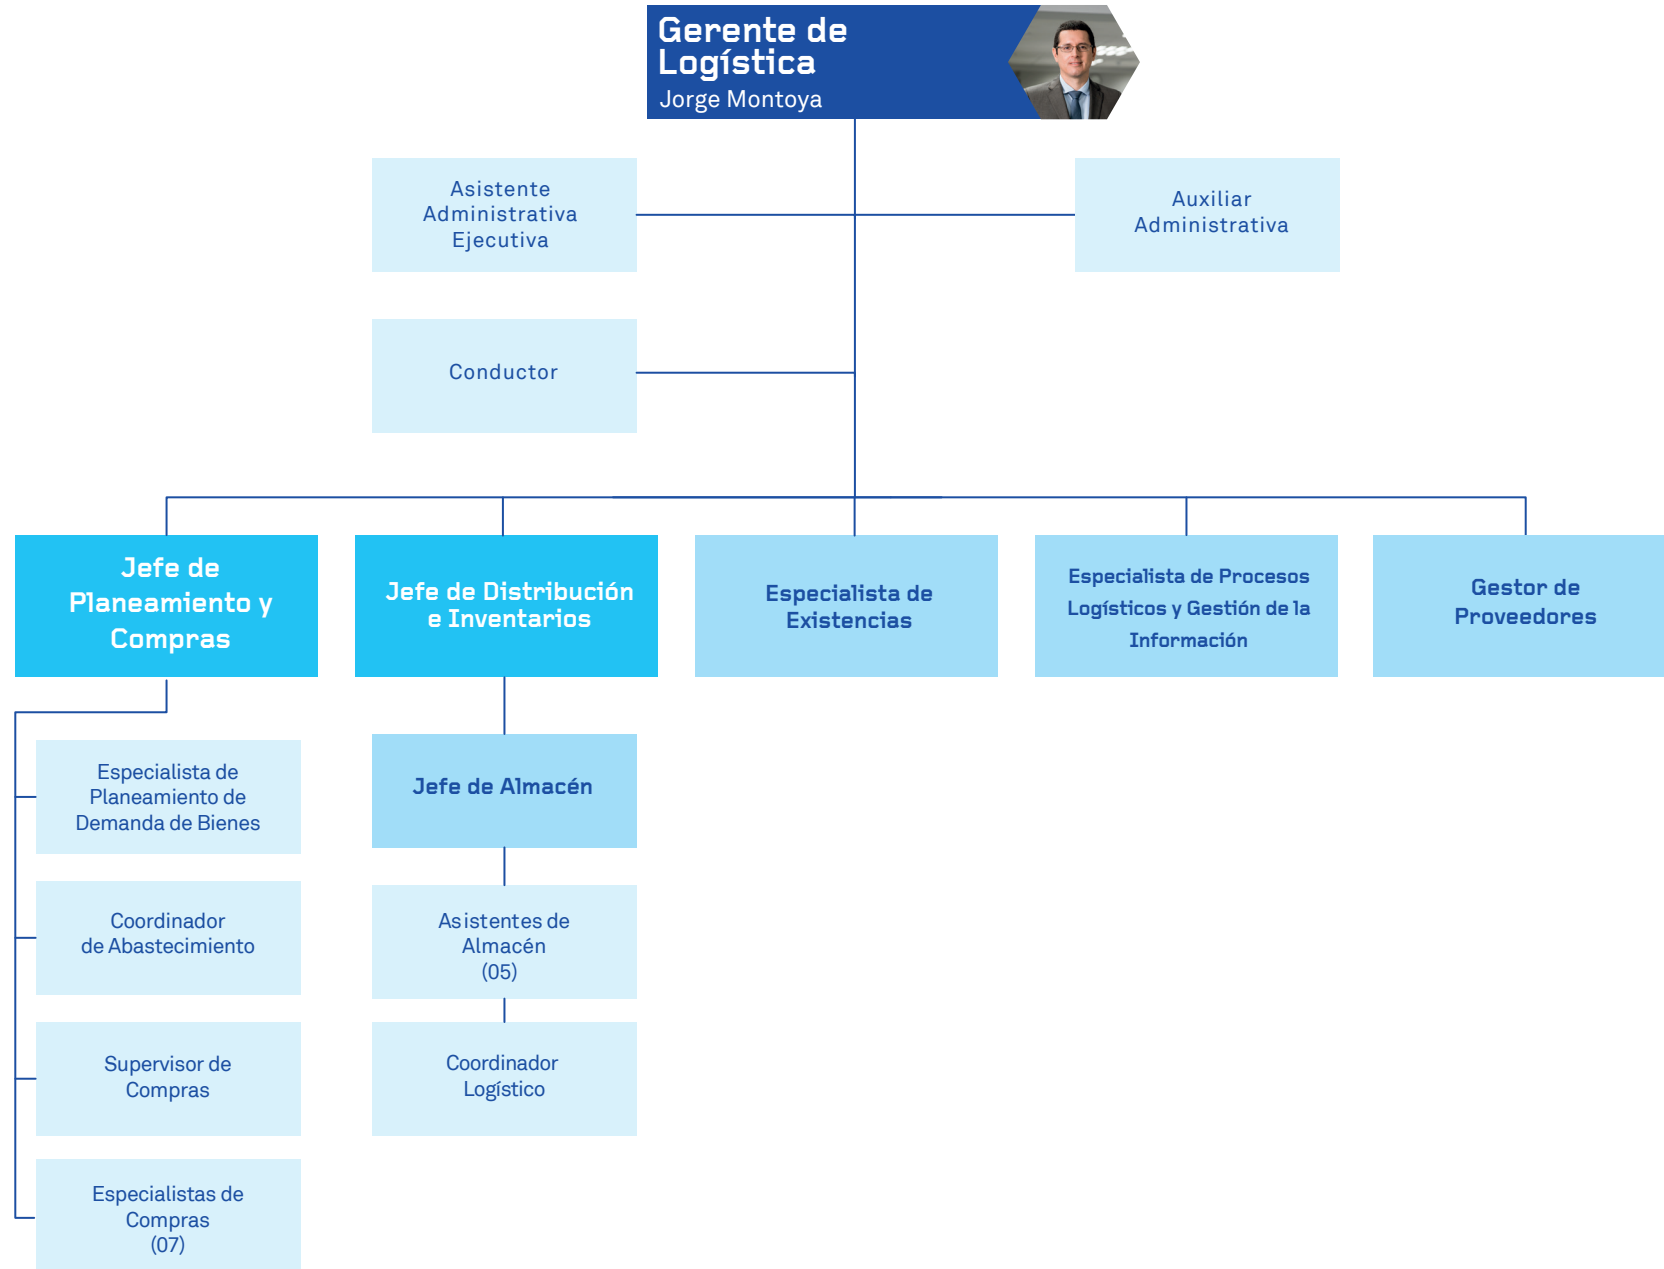 Gerente de
Logística
Jorge Montoya
Asistente
Administrativa
Ejecutiva
Auxiliar
Administrativa
Conductor
Jefe de
Planeamiento y
Compras
Jefe de Distribución
e Inventarios
Especialista de
Existencias
Especialista de Procesos
Logísticos y Gestión de la
Información
Gestor de
Proveedores
Especialista de
Planeamiento de
Demanda de Bienes
Coordinador
de Abastecimiento
Supervisor de
Compras
Especialistas de
Compras
(07)
Jefe de Almacén
Asistentes de
Almacén
(05)
Coordinador
Logístico